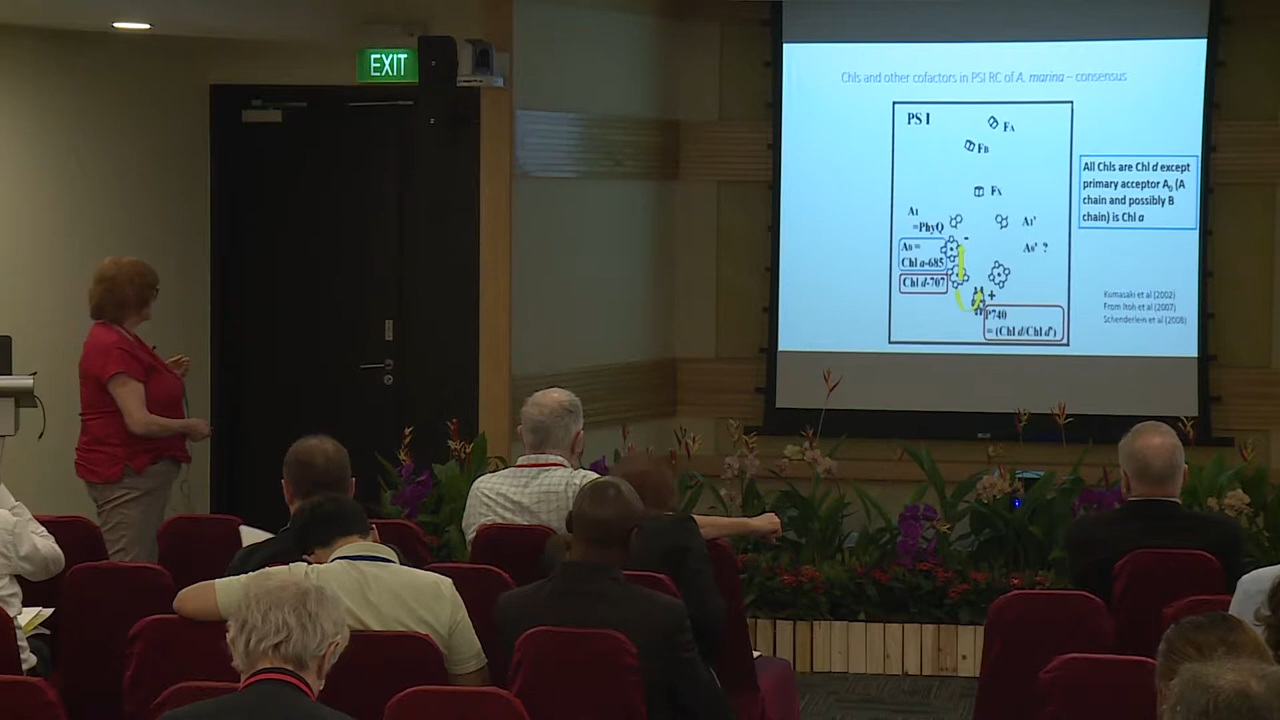 EXIT
Chls and other cofactors in PSI RC of A. marina – consensus
PS I
FA
FB
FX
A1
=PhyQ
A1'
A0 =
Chl a-685
A0' ?
Chl d-707
-
+
P740
= (Chl d/Chl d')
All Chls are Chl d except
primary acceptor A0 (A
chain and possibly B
chain) is Chl a
Kumasaki et al (2002)
From Itoh et al (2007)
Schenderlein et al (2008)